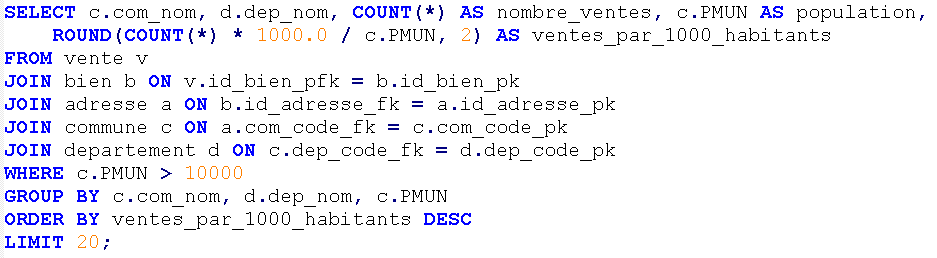 SELECT c.com_nom, d.dep_nom, COUNT(*) AS nombre_ventes, c.PMUN AS population,
ROUND(COUNT(*) * 1000.0 / c.PMUN, 2) AS ventes_par_1000_habitants
FROM vente v
JOIN bien b ON v.id_bien_pfk = b.id_bien_pk
JOIN adresse a ON b.id_adresse_fk = a.id_adresse_pk
JOIN commune c ON a.com_code_fk = c.com_code_pk
JOIN departement d ON c.dep_code_fk = d.dep_code_pk
WHERE c.PMUN > 10000
GROUP BY c.com_nom, d.dep_nom, c.PMUN
ORDER BY ventes_par_1000_habitants DESC
LIMIT 20;